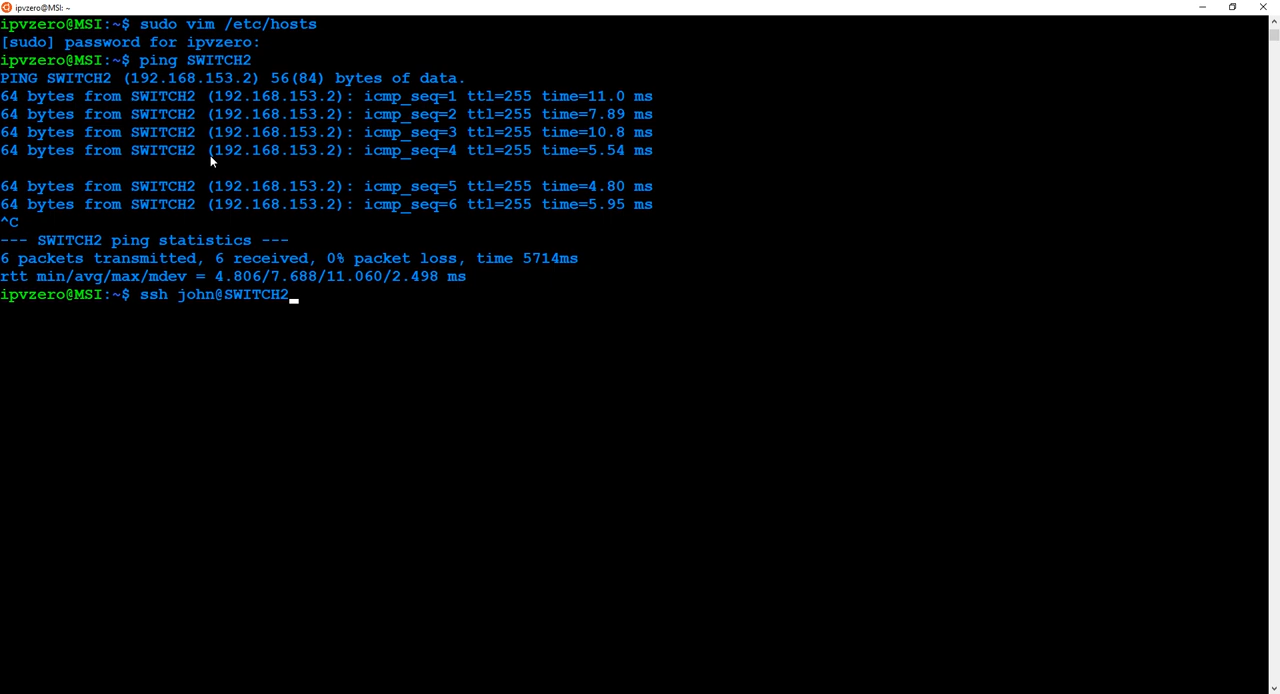 ipvzero@MSI: ~
ipvzero@MSI:~$ sudo vim /etc/hosts
[sudo] password for ipvzero:
ipvzero@MSI:~$ ping SWITCH2
PING SWITCH2 (192.168.153.2) 56(84) bytes of data.
64 bytes from SWITCH2 (192.168.153.2): icmp_seq=1 ttl=255 time=11.0 ms
64 bytes from SWITCH2 (192.168.153.2): icmp_seq=2 ttl=255 time=7.89 ms
64 bytes from SWITCH2 (192.168.153.2): icmp_seq=3 ttl=255 time=10.8 ms
64 bytes from SWITCH2 (192.168.153.2): icmp_seq=4 ttl=255 time=5.54 ms
64 bytes from SWITCH2 (192.168.153.2): icmp_seq=5 ttl=255 time=4.80 ms
64 bytes from SWITCH2 (192.168.153.2): icmp_seq=6 ttl=255 time=5.95 ms
^C
--- SWITCH2 ping statistics ---
6 packets transmitted, 6 received, 0% packet loss, time 5714ms
rtt min/avg/max/mdev = 4.806/7.688/11.060/2.498 ms
ipvzero@MSI:~$ ssh john@SWITCH2